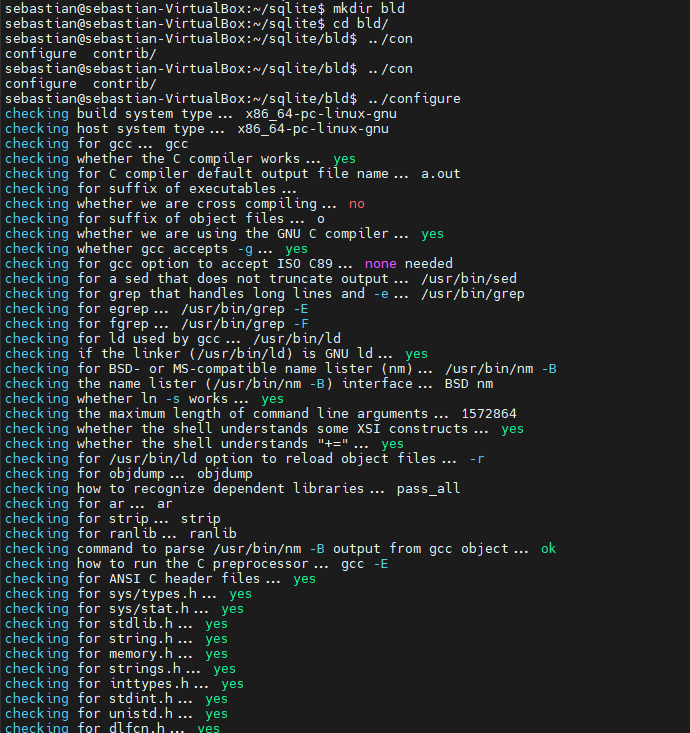 sebastian@sebastian-VirtualBox:~/sqlite$ mkdir bld
sebastian@sebastian-VirtualBox:~/sqlite$ cd bld/
sebastian@sebastian-VirtualBox:~/sqlite/bld$ ../con
configure  contrib/
sebastian@sebastian-VirtualBox:~/sqlite/bld$ ../con
configure  contrib/
sebastian@sebastian-VirtualBox:~/sqlite/bld$ ../configure
checking build system type... x86_64-pc-linux-gnu
checking host system type... x86_64-pc-linux-gnu
checking for gcc... gcc
checking whether the C compiler works... yes
checking for C compiler default output file name... a.out
checking for suffix of executables...
checking whether we are cross compiling... no
checking for suffix of object files... o
checking whether we are using the GNU C compiler... yes
checking whether gcc accepts -g... yes
checking for gcc option to accept ISO C89... none needed
checking for a sed that does not truncate output... /usr/bin/sed
checking for grep that handles long lines and -e... /usr/bin/grep
checking for egrep... /usr/bin/grep -E
checking for fgrep... /usr/bin/grep -F
checking for ld used by gcc... /usr/bin/ld
checking if the linker (/usr/bin/ld) is GNU ld... yes
checking for BSD- or MS-compatible name lister (nm)... /usr/bin/nm -B
checking the name lister (/usr/bin/nm -B) interface... BSD nm
checking whether ln -s works... yes
checking the maximum length of command line arguments... 1572864
checking whether the shell understands some XSI constructs... yes
checking whether the shell understands "+="... yes
checking for /usr/bin/ld option to reload object files... -r
checking for objdump... objdump
checking how to recognize dependent libraries... pass_all
checking for ar... ar
checking for strip... strip
checking for ranlib... ranlib
checking command to parse /usr/bin/nm -B output from gcc object... ok
checking how to run the C preprocessor... gcc -E
checking for ANSI C header files... yes
checking for sys/types.h... yes
checking for sys/stat.h... yes
checking for stdlib.h... yes
checking for string.h... yes
checking for memory.h... yes
checking for strings.h... yes
checking for inttypes.h... yes
checking for stdint.h... yes
checking for unistd.h... yes
checking for dlfcn.h... yes